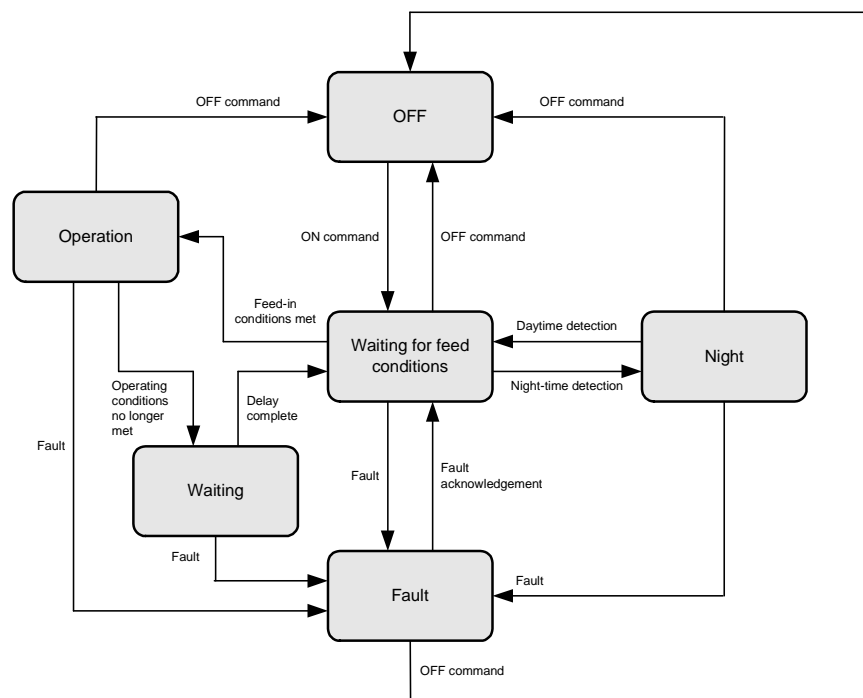 OFF
OFF command
OFF command
Operation
ON command
OFF command
Feed-in
conditions met
Waiting for feed
conditions
Daytime detection
Night
Night-time detection
Operating
conditions
no longer
met
Delay
complete
Fault
Waiting
Fault
Fault
acknowledgement
Fault
Fault
Fault
OFF command